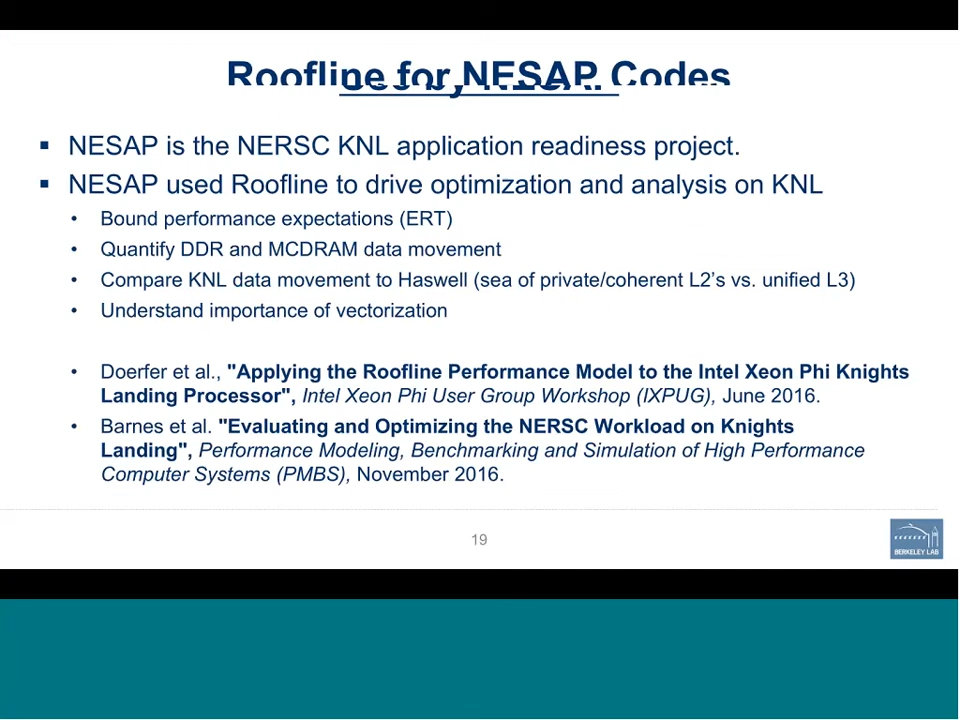 Roofline for NESAP Codes
▪ NESAP is the NERSC KNL application readiness project.
▪ NESAP used Roofline to drive optimization and analysis on KNL
• Bound performance expectations (ERT)
• Quantify DDR and MCDRAM data movement
• Compare KNL data movement to Haswell (sea of private/coherent L2’s vs. unified L3)
• Understand importance of vectorization
• Doerfer et al., "Applying the Roofline Performance Model to the Intel Xeon Phi Knights
Landing Processor", Intel Xeon Phi User Group Workshop (IXPUG), June 2016.
• Barnes et al. "Evaluating and Optimizing the NERSC Workload on Knights
Landing", Performance Modeling, Benchmarking and Simulation of High Performance
Computer Systems (PMBS), November 2016.
19
BERKELEY LAB